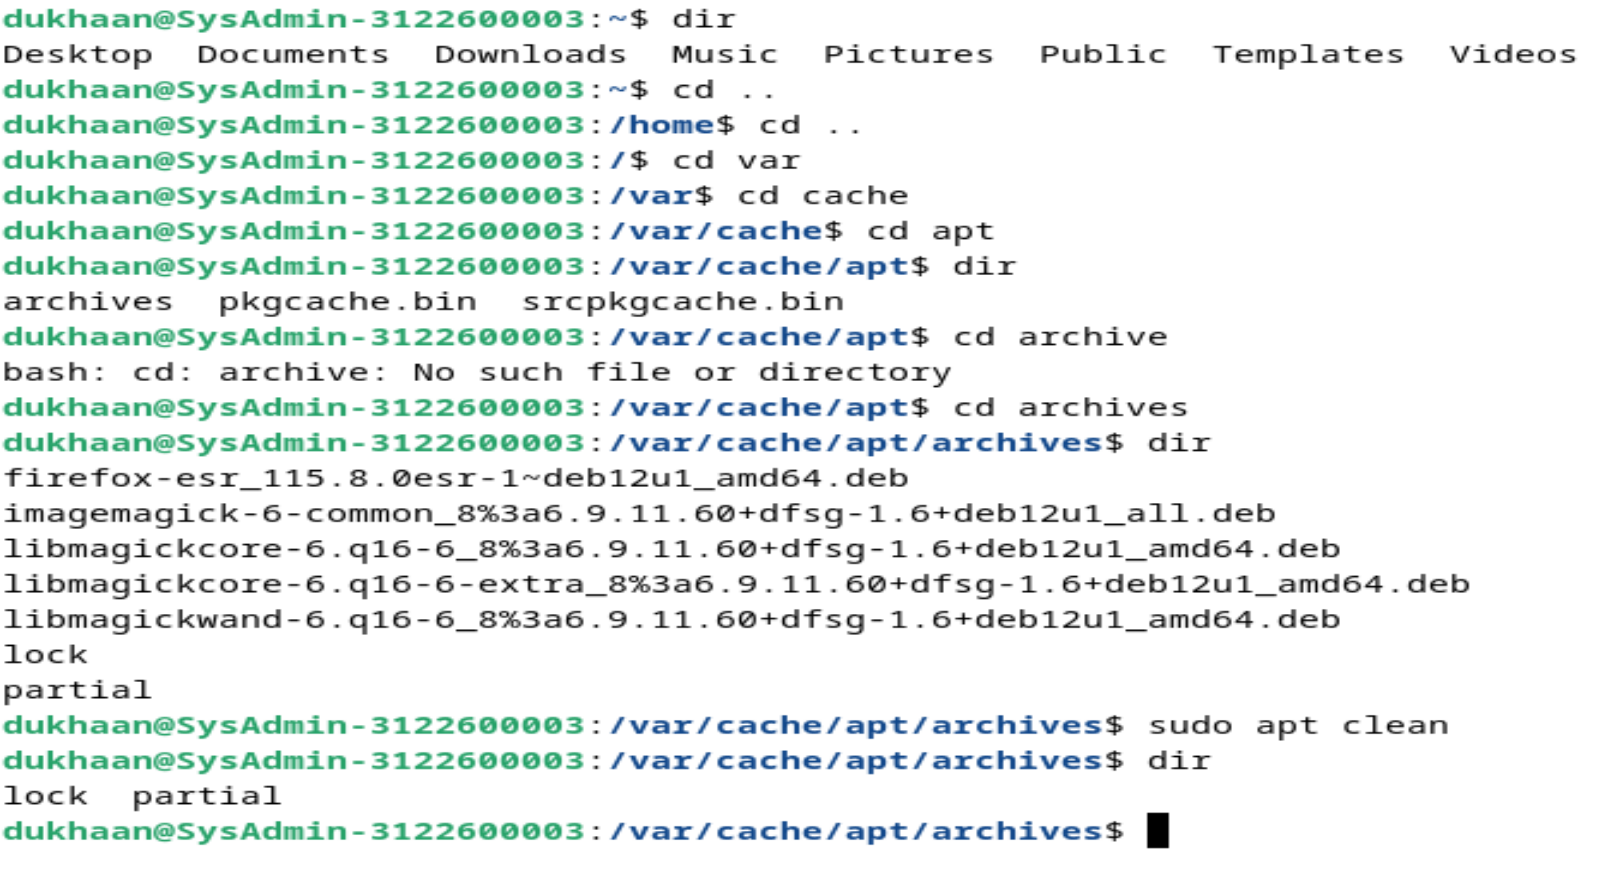 dukhaan@SysAdmin-3122600003:~$ dir
Desktop  Documents  Downloads  Music  Pictures  Public  Templates  Videos
dukhaan@SysAdmin-3122600003:~$ cd ..
dukhaan@SysAdmin-3122600003:/home$ cd ..
dukhaan@SysAdmin-3122600003:/$ cd var
dukhaan@SysAdmin-3122600003:/var$ cd cache
dukhaan@SysAdmin-3122600003:/var/cache$ cd apt
dukhaan@SysAdmin-3122600003:/var/cache/apt$ dir
archives  pkgcache.bin  srcpkgcache.bin
dukhaan@SysAdmin-3122600003:/var/cache/apt$ cd archive
bash: cd: archive: No such file or directory
dukhaan@SysAdmin-3122600003:/var/cache/apt$ cd archives
dukhaan@SysAdmin-3122600003:/var/cache/apt/archives$ dir
firefox-esr_115.8.0esr-1~deb12u1_amd64.deb
imagemagick-6-common_8%3a6.9.11.60+dfsg-1.6+deb12u1_all.deb
libmagickcore-6.q16-6_8%3a6.9.11.60+dfsg-1.6+deb12u1_amd64.deb
libmagickcore-6.q16-6-extra_8%3a6.9.11.60+dfsg-1.6+deb12u1_amd64.deb
libmagickwand-6.q16-6_8%3a6.9.11.60+dfsg-1.6+deb12u1_amd64.deb
lock
partial
dukhaan@SysAdmin-3122600003:/var/cache/apt/archives$ sudo apt clean
dukhaan@SysAdmin-3122600003:/var/cache/apt/archives$ dir
lock  partial
dukhaan@SysAdmin-3122600003:/var/cache/apt/archives$